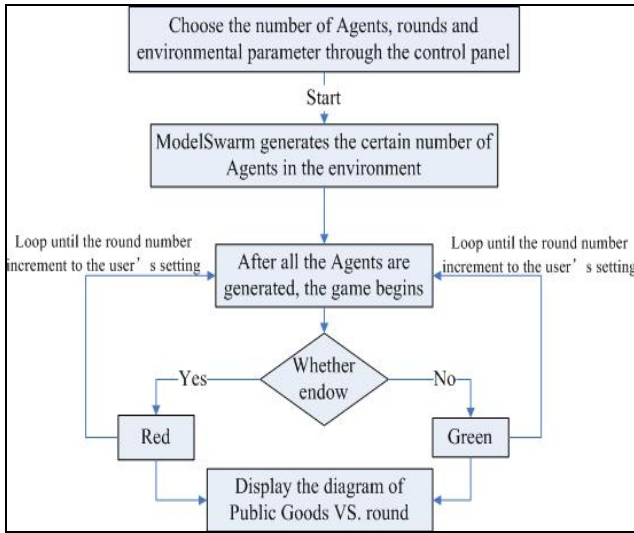 Choose the number of Agents, rounds and
environmental parameter through the control panel
Start
ModelSwarm generates the certain number of
Agents in the environment
Loop until the round number
increment to the user's setting
After all the Agents are
generated, the game begins
Loop until the round number
increment to the user's setting
Whether
endow
Yes
No
Red
Green
Display the diagram of
Public Goods VS. round